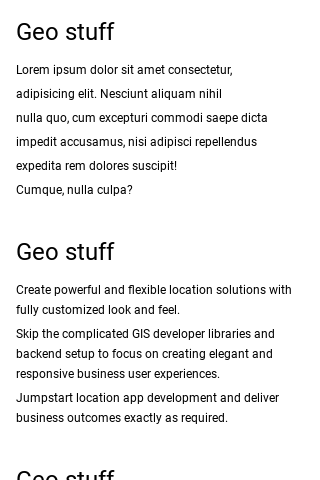 Geo stuff
Lorem ipsum dolor sit amet consectetur,
adipisicing elit. Nesciunt aliquam nihil
nulla quo, cum excepturi commodi saepe dicta
impedit accusamus, nisi adipisci repellendus
expedita rem dolores suscipit!
Cumque, nulla culpa?
Geo stuff
Create powerful and flexible location solutions with
fully customized look and feel.
Skip the complicated GIS developer libraries and
backend setup to focus on creating elegant and
responsive business user experiences.
Jumpstart location app development and deliver
business outcomes exactly as required.
Geo stuff